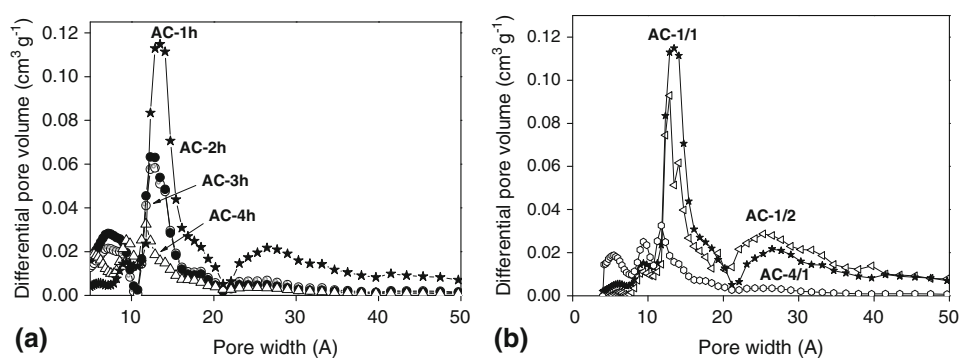 0.12
0.10
0.08
0.06
0.04
0.02
0.00
Differential pore volume (cm³ g⁻¹)
AC-1h
AC-2h
AC-3h
AC-4h
10
20
30
40
50
Pore width (A)
(a)
0.12
0.10
0.08
0.06
0.04
0.02
0.00
Differential pore volume (cm³ g⁻¹)
AC-1/1
AC-1/2
AC-4/1
0
10
20
30
40
50
Pore width (A)
(b)